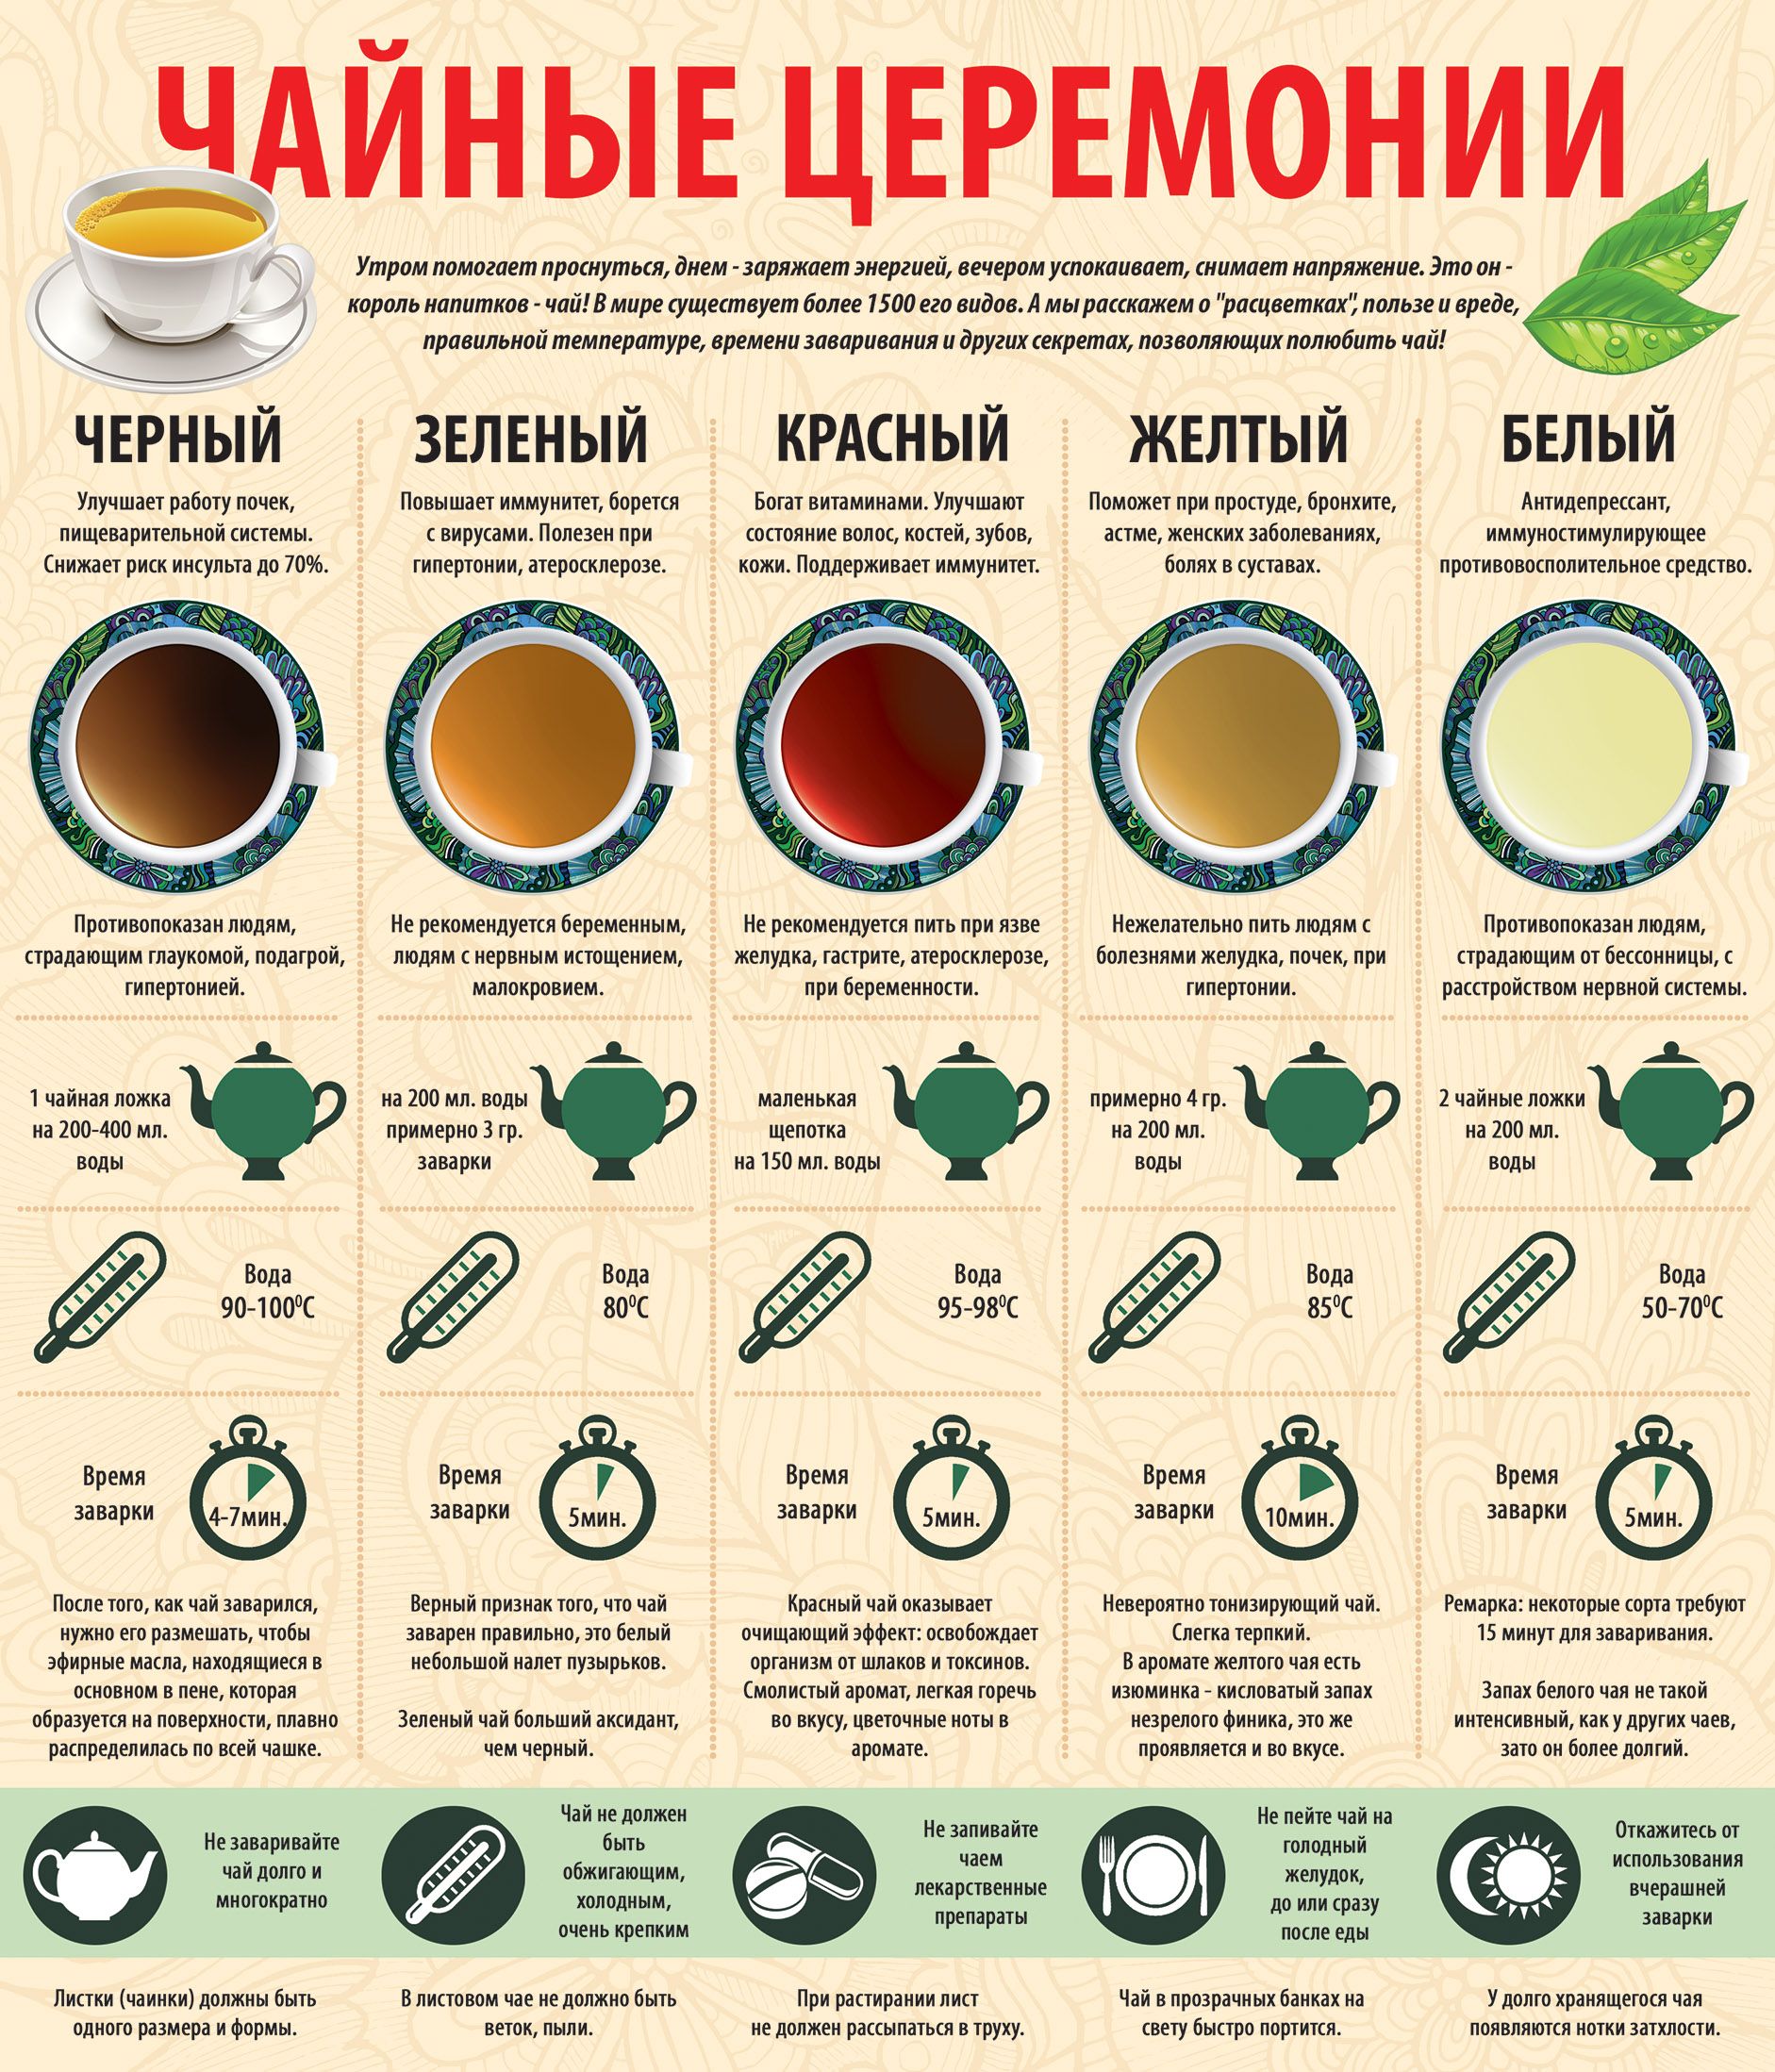 ЧАЙНЫЕ ЦЕРЕМОНИИ
Утром помогает проснуться, днем - заряжает энергией, вечером успокаивает, снимает напряжение. Это он -
король напитков - чай! В мире существует более 1500 его видов. А мы расскажем о "расцветках", пользе и вреде,
правильной температуре, времени заваривания и других секретах, позволяющих полюбить чай!
ЧЕРНЫЙ
Улучшает работу почек,
пищеварительной системы.
Снижает риск инсульта до 70%.
Противопоказан людям,
страдающим глаукомой, подагрой,
гипертонией.
1 чайная ложка
на 200-400 мл.
воды
Вода
90-100⁰С
Время
заварки
4-7мин.
После того, как чай заварился,
нужно его размешать, чтобы
эфирные масла, находящиеся в
основном в пене, которая
образуется на поверхности, плавно
распределилась по всей чашке.
ЗЕЛЕНЫЙ
Повышает иммунитет, борется
с вирусами. Полезен при
гипертонии, атеросклерозе.
Не рекомендуется беременным,
людям с нервным истощением,
малокровием.
на 200 мл. воды
примерно 3 гр.
заварки
Вода
80⁰С
Время
заварки
5мин.
Верный признак того, что чай
заварен правильно, это белый
небольшой налет пузырьков.
Зеленый чай больший аксидант,
чем черный.
КРАСНЫЙ
Богат витаминами. Улучшают
состояние волос, костей, зубов,
кожи. Поддерживает иммунитет.
Не рекомендуется пить при язве
желудка, гастрите, атеросклерозе,
при беременности.
маленькая
щепотка
на 150 мл. воды
Вода
95-98⁰С
Время
заварки
5мин.
Красный чай оказывает
очищающий эффект: освобождает
организм от шлаков и токсинов.
Смолистый аромат, легкая горечь
во вкусу, цветочные ноты в
аромате.
ЖЕЛТЫЙ
Поможет при простуде, бронхите,
астме, женских заболеваниях,
болях в суставах.
Нежелательно пить людям с
болезнями желудка, почек, при
гипертонии.
примерно 4 гр.
на 200 мл.
воды
Вода
85⁰С
Время
заварки
10мин.
Невероятно тонизирующий чай.
Слегка терпкий.
В аромате желтого чая есть
изюминка - кисловатый запах
незрелого финика, это же
проявляется и во вкусе.
БЕЛЫЙ
Антидепрессант,
иммуностимулирующее
противовосполительное средство.
Противопоказан людям,
страдающим от бессонницы, с
расстройством нервной системы.
2 чайные ложки
на 200 мл.
воды
Вода
50-70⁰С
Время
заварки
5мин.
Ремарка: некоторые сорта требуют
15 минут для заваривания.
Запах белого чая не такой
интенсивный, как у других чаев,
зато он более долгий.
Не заваривайте
чай долго и
многократно
Чай не должен
быть
обжигающим,
холодным,
очень крепким
Не запивайте
чаем
лекарственные
препараты
Не пейте чай на
голодный
желудок,
до или сразу
после еды
Откажитесь от
использования
вчерашней
заварки
Листки (чаинки) должны быть
одного размера и формы.
В листовом чае не должно быть
веток, пыли.
При растирании лист
не должен рассыпаться в труху.
Чай в прозрачных банках на
свету быстро портится.
У долго хранящегося чая
появляются нотки затхлости.